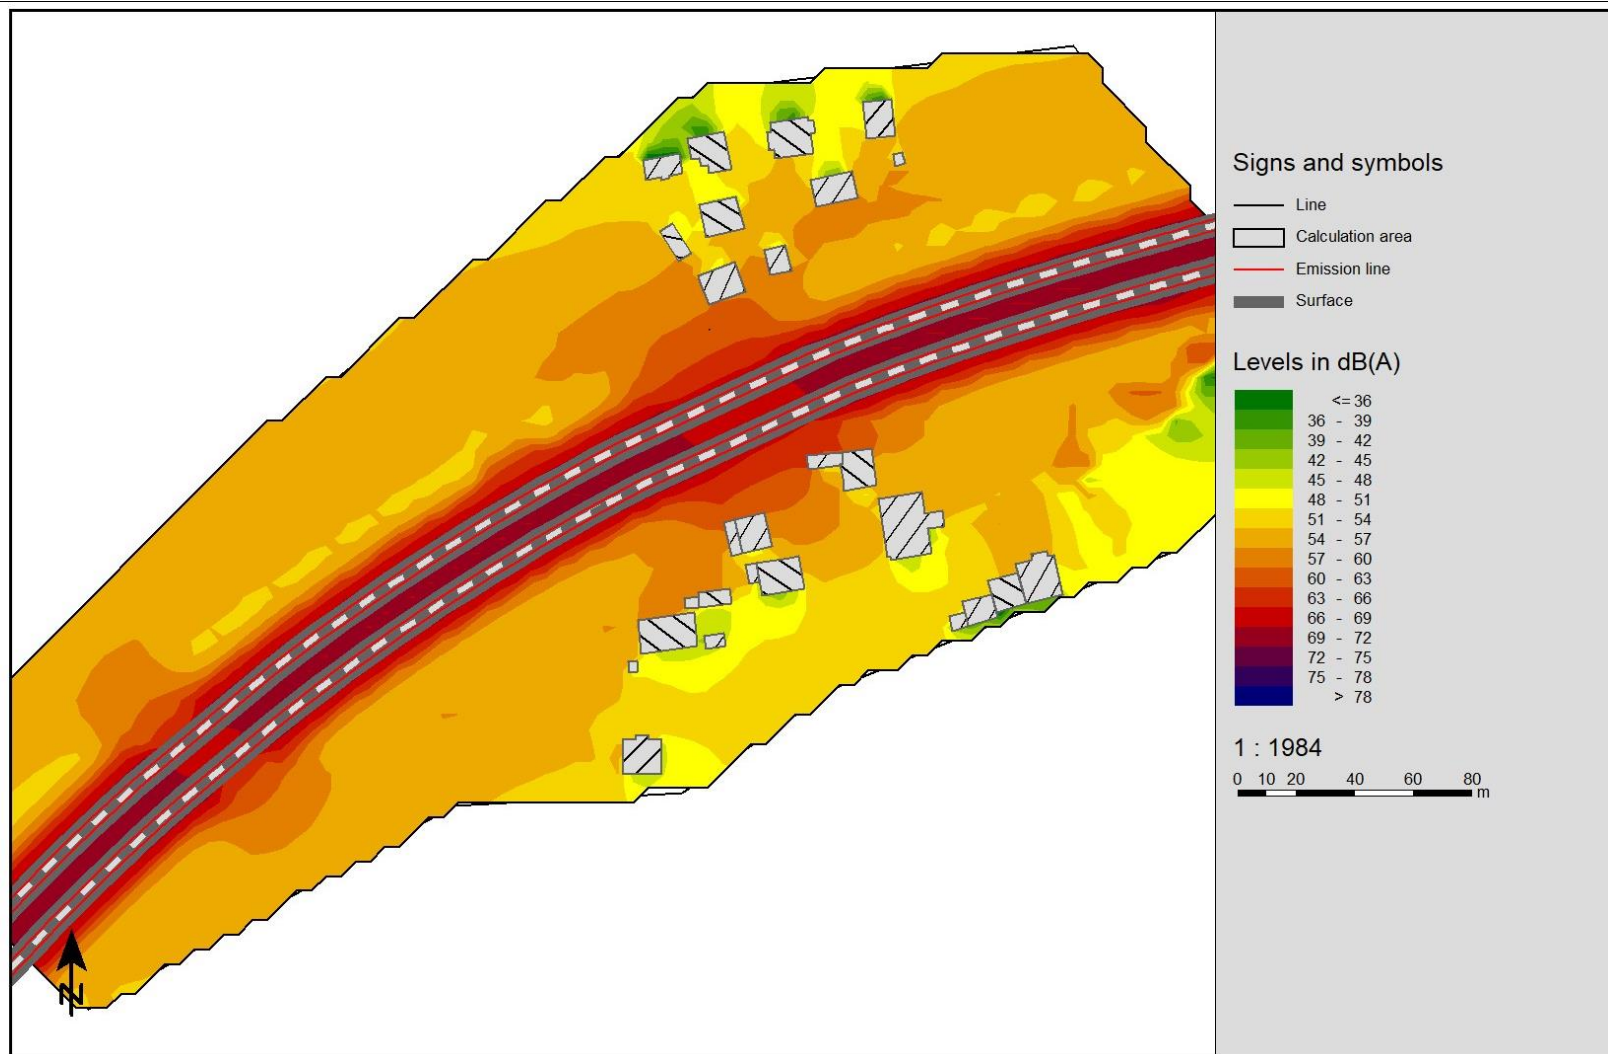 Signs and symbols
Line
Calculation area
Emission line
Surface
Levels in dB(A)
<= 36
36 - 39
39 - 42
42 - 45
45 - 48
48 - 51
51 - 54
54 - 57
57 - 60
60 - 63
63 - 66
66 - 69
69 - 72
72 - 75
75 - 78
> 78
1 : 1984
0 10 20 40 60 80
m
N